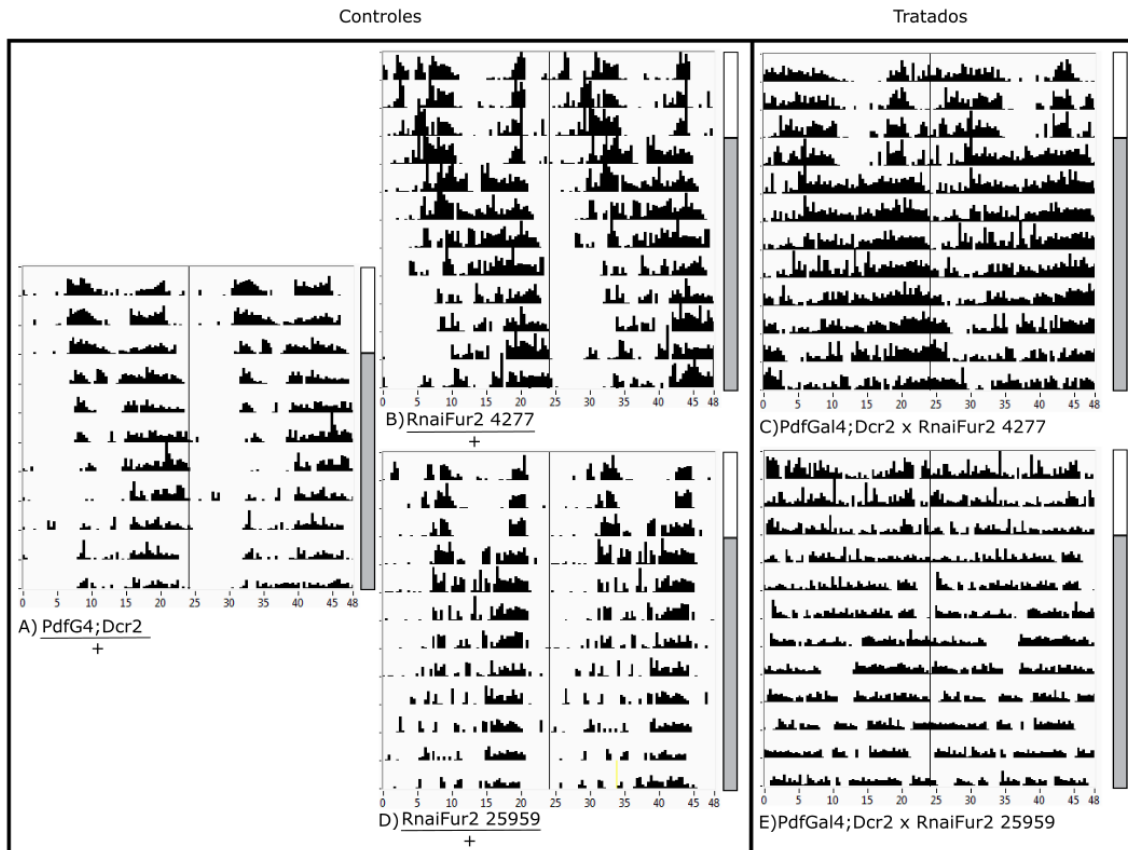 Controles
Tratados
0 5 10 15 20 25 30 35 40 45 48
A) PdfG4;Dcr2
+
0 5 10 15 20 25 30 35 40 45 48
B) RnaiFur2 4277
+
0 5 10 15 20 25 30 35 40 45 48
C)PdfGal4;Dcr2 x RnaiFur2 4277
0 5 10 15 20 25 30 35 40 45 48
D) RnaiFur2 25959
+
0 5 10 15 20 25 30 35 40 45 48
E)PdfGal4;Dcr2 x RnaiFur2 25959